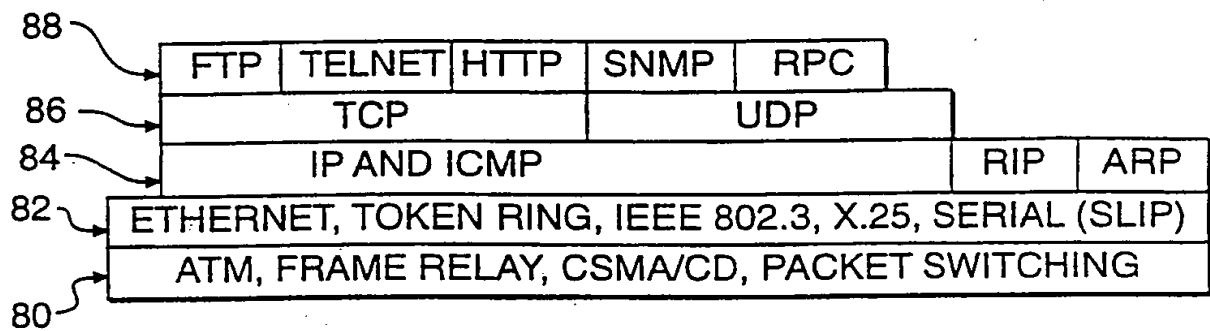 88
FTP TELNET HTTP SNMP RPC
86
TCP UDP
84
IP AND ICMP RIP ARP
82
ETHERNET, TOKEN RING, IEEE 802.3, X.25, SERIAL (SLIP)
ATM, FRAME RELAY, CSMA/CD, PACKET SWITCHING
80